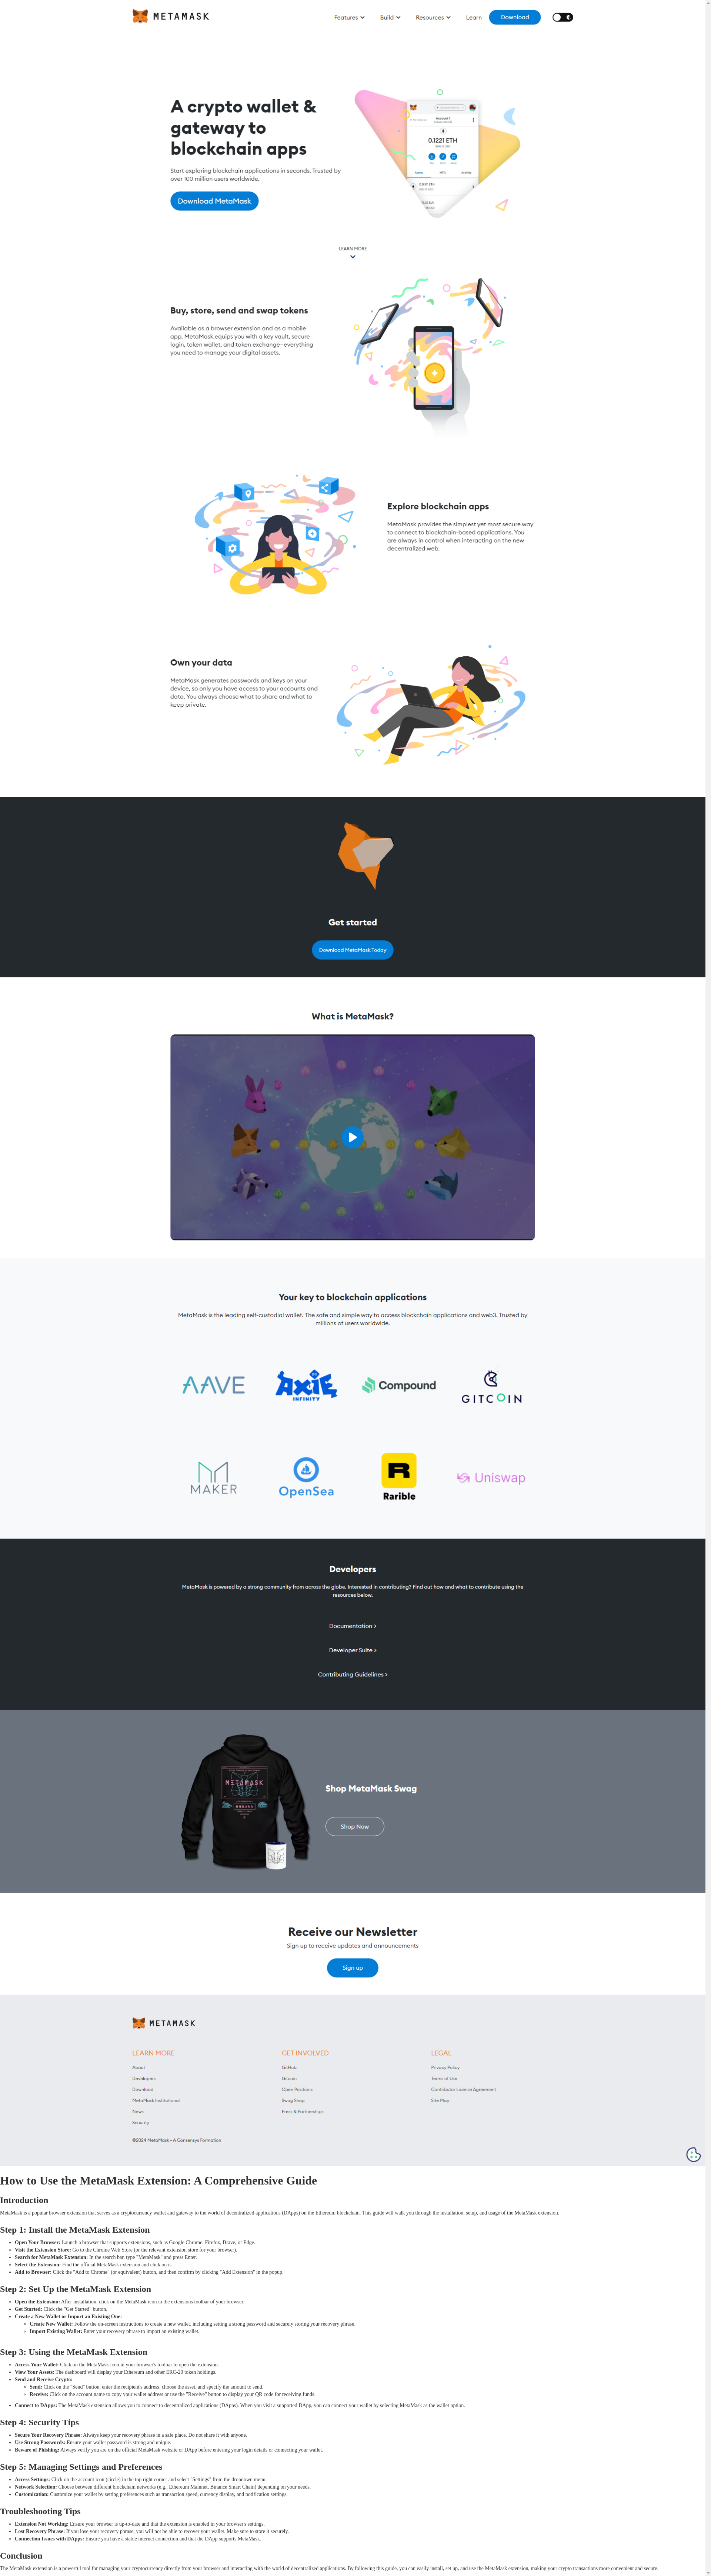 METAMASK
Features Build Resources Learn Download
A crypto wallet &
gateway to
blockchain apps
Start exploring blockchain applications in seconds. Trusted by
over 100 million users worldwide.
Download MetaMask
0.1221 ETH
LEARN MORE
Buy, store, send and swap tokens
Available as a browser extension and as a mobile
app, MetaMask equips you with a key vault, secure
login, token wallet, and token exchange—everything
you need to manage your digital assets.
Explore blockchain apps
MetaMask provides the simplest yet most secure way
to connect to blockchain-based applications. You
are always in control when interacting on the new
decentralized web.
Own your data
MetaMask generates passwords and keys on your
device, so only you have access to your accounts and
data. You always choose what to share and what to
keep private.
Get started
Download MetaMask Today
What is MetaMask?
Your key to blockchain applications
MetaMask is the leading self-custodial wallet. The safe and simple way to access blockchain applications and web3. Trusted by
millions of users worldwide.
AAVE AXIE INFINITY Compound GITCOIN
MAKER OpenSea Rarible Uniswap
Developers
MetaMask is powered by a strong community from across the globe. Interested in contributing? Find out how and what to contribute using the
resources below.
Documentation >
Developer Suite >
Contributing Guidelines >
METAMASK
Shop MetaMask Swag
Shop Now
Receive our Newsletter
Sign up to receive updates and announcements
Sign up
METAMASK
LEARN MORE GET INVOLVED LEGAL
About GitHub Privacy Policy
Developers Gitcoin Terms of Use
Download Open Positions Contributor License Agreement
MetaMask Institutional Swag Shop Site Map
News Press & Partnerships
Security
©2024 MetaMask • A Consensys Formation
How to Use the MetaMask Extension: A Comprehensive Guide
Introduction
MetaMask is a popular browser extension that serves as a cryptocurrency wallet and gateway to the world of decentralized applications (DApps) on the Ethereum blockchain. This guide will walk you through the installation, setup, and usage of the MetaMask extension.
Step 1: Install the MetaMask Extension
• Open Your Browser: Launch a browser that supports extensions, such as Google Chrome, Firefox, Brave, or Edge.
• Visit the Extension Store: Go to the Chrome Web Store (or the relevant extension store for your browser).
• Search for MetaMask Extension: In the search bar, type "MetaMask" and press Enter.
• Select the Extension: Find the official MetaMask extension and click on it.
• Add to Browser: Click the "Add to Chrome" (or equivalent) button, and then confirm by clicking "Add Extension" in the popup.
Step 2: Set Up the MetaMask Extension
• Open the Extension: After installation, click on the MetaMask icon in the extensions toolbar of your browser.
• Get Started: Click the "Get Started" button.
• Create a New Wallet or Import an Existing One:
◦ Create New Wallet: Follow the on-screen instructions to create a new wallet, including setting a strong password and securely storing your recovery phrase.
◦ Import Existing Wallet: Enter your recovery phrase to import an existing wallet.
Step 3: Using the MetaMask Extension
• Access Your Wallet: Click on the MetaMask icon in your browser's toolbar to open the extension.
• View Your Assets: The dashboard will display your Ethereum and other ERC-20 token holdings.
• Send and Receive Crypto:
◦ Send: Click on the "Send" button, enter the recipient's address, choose the asset, and specify the amount to send.
◦ Receive: Click on the account name to copy your wallet address or use the "Receive" button to display your QR code for receiving funds.
• Connect to DApps: The MetaMask extension allows you to connect to decentralized applications (DApps). When you visit a supported DApp, you can connect your wallet by selecting MetaMask as the wallet option.
Step 4: Security Tips
• Secure Your Recovery Phrase: Always keep your recovery phrase in a safe place. Do not share it with anyone.
• Use Strong Passwords: Ensure your wallet password is strong and unique.
• Beware of Phishing: Always verify you are on the official MetaMask website or DApp before entering your login details or connecting your wallet.
Step 5: Managing Settings and Preferences
• Access Settings: Click on the account icon (circle) in the top right corner and select "Settings" from the dropdown menu.
• Network Selection: Choose between different blockchain networks (e.g., Ethereum Mainnet, Binance Smart Chain) depending on your needs.
• Customization: Customize your wallet by setting preferences such as transaction speed, currency display, and notification settings.
Troubleshooting Tips
• Extension Not Working: Ensure your browser is up-to-date and that the extension is enabled in your browser's settings.
• Lost Recovery Phrase: If you lose your recovery phrase, you will not be able to recover your wallet. Make sure to store it securely.
• Connection Issues with DApps: Ensure you have a stable internet connection and that the DApp supports MetaMask.
Conclusion
The MetaMask extension is a powerful tool for managing your cryptocurrency directly from your browser and interacting with the world of decentralized applications. By following this guide, you can easily install, set up, and use the MetaMask extension, making your crypto transactions more convenient and secure.